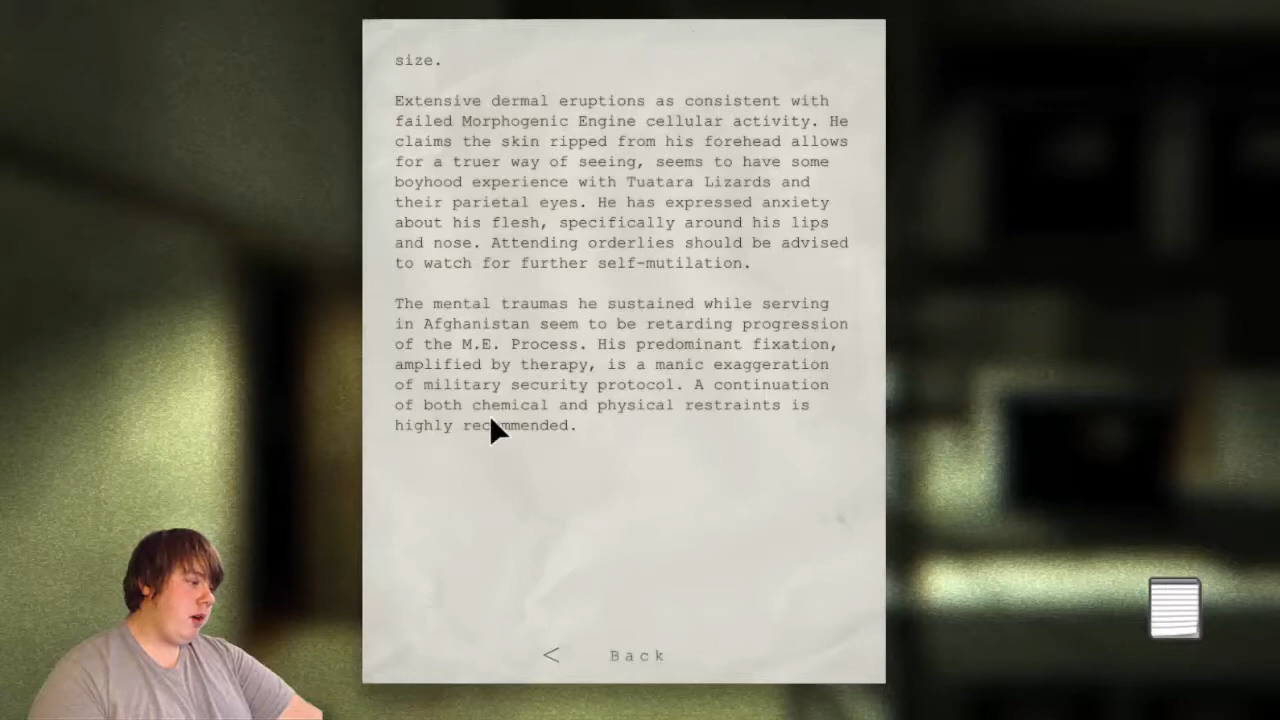 size.
Extensive dermal eruptions as consistent with
failed Morphogenic Engine cellular activity. He
claims the skin ripped from his forehead allows
for a truer way of seeing, seems to have some
boyhood experience with Tuatara Lizards and
their parietal eyes. He has expressed anxiety
about his flesh, specifically around his lips
and nose. Attending orderlies should be advised
to watch for further self-mutilation.
The mental traumas he sustained while serving
in Afghanistan seem to be retarding progression
of the M.E. Process. His predominant fixation,
amplified by therapy, is a manic exaggeration
of military security protocol. A continuation
of both chemical and physical restraints is
highly recommended.
< Back